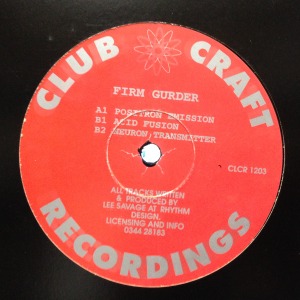 CLUB CRAFT
FIRM GURDER
A1 POSITRON EMISSION
B1 ACID FUSION
B2 NEURON TRANSMITTER
CLCR 1203
ALL TRACKS WRITTEN
& PRODUCED BY
LEE SAVAGE AT RHYTHM
DESIGN.
LICENSING AND INFO
0344 28183
RECORDINGS